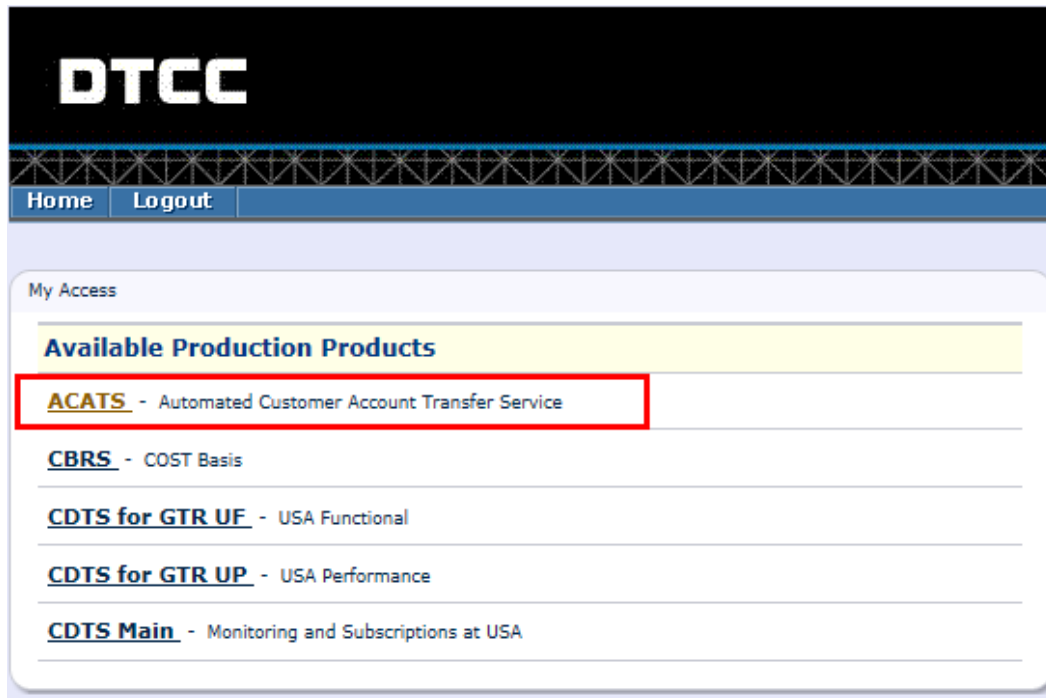 DTCC
Home Logout
My Access
Available Production Products
ACATS - Automated Customer Account Transfer Service
CBRS - COST Basis
CDTS for GTR UF - USA Functional
CDTS for GTR UP - USA Performance
CDTS Main - Monitoring and Subscriptions at USA